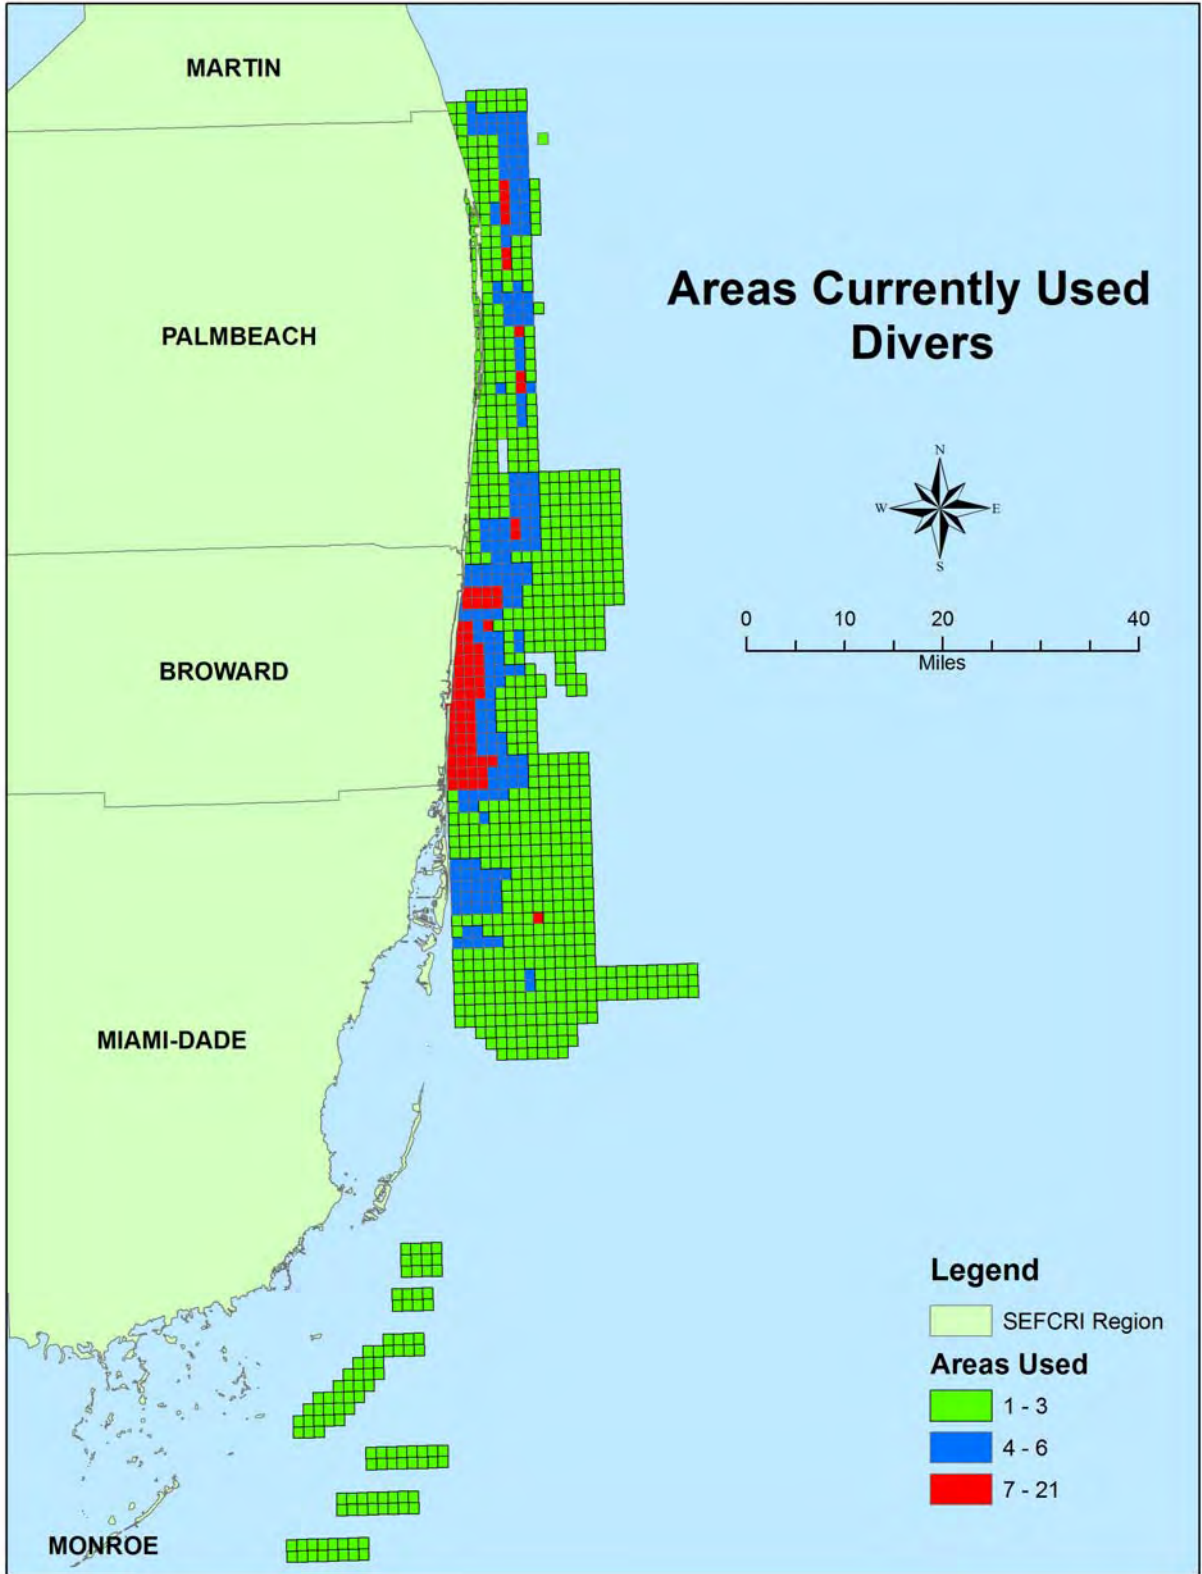 MARTIN
Areas Currently Used
Divers
PALMBEACH
N
W
E
S
0 10 20 40
Miles
BROWARD
MIAMI-DADE
Legend
SEFCRI Region
Areas Used
1 - 3
4 - 6
7 - 21
MONROE